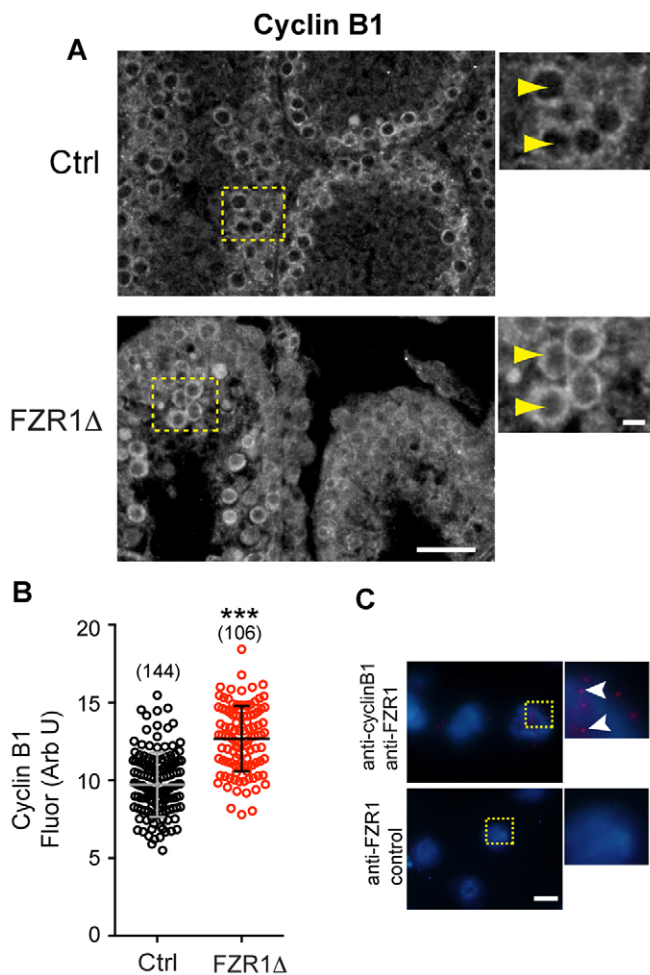 Cyclin B1
A
Ctrl
FZR1Δ
B
C
***
(106)
(144)
20
15
10
5
0
Cyclin B1
Fluor (Arb U)
Ctrl
FZR1Δ
anti-cyclinB1
anti-FZR1
anti-FZR1
control